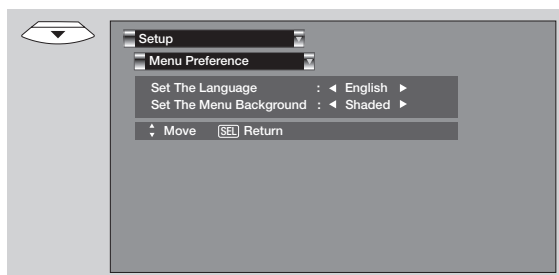 Setup
Menu Preference
Set The Language : ◄ English ►
Set The Menu Background : ◄ Shaded ►
Move SEL Return